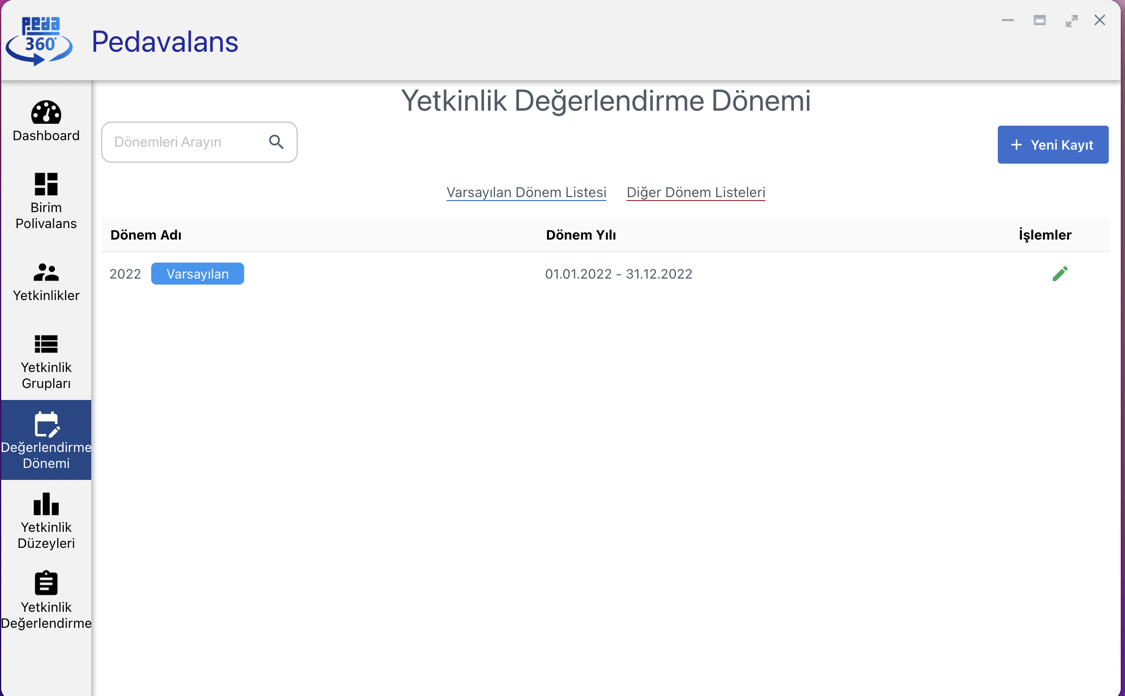 Peda
360°
Pedavalans
Dashboard
Birim
Polivalans
Yetkinlikler
Yetkinlik
Grupları
Değerlendirme
Dönemi
Yetkinlik
Düzeyleri
Yetkinlik
Değerlendirme
Yetkinlik Değerlendirme Dönemi
Dönemleri Arayın
+ Yeni Kayıt
Varsayılan Dönem Listesi Diğer Dönem Listeleri
Dönem Adı Dönem Yılı İşlemler
2022 Varsayılan 01.01.2022 - 31.12.2022